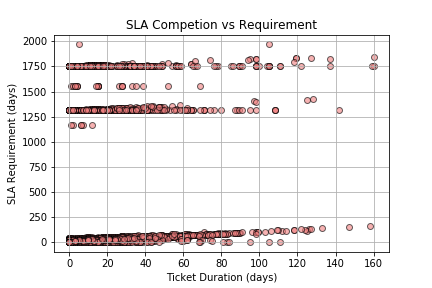 SLA Competion vs Requirement
2000
1750
1500
1250
1000
750
500
250
0
SLA Requirement (days)
0 20 40 60 80 100 120 140 160
Ticket Duration (days)